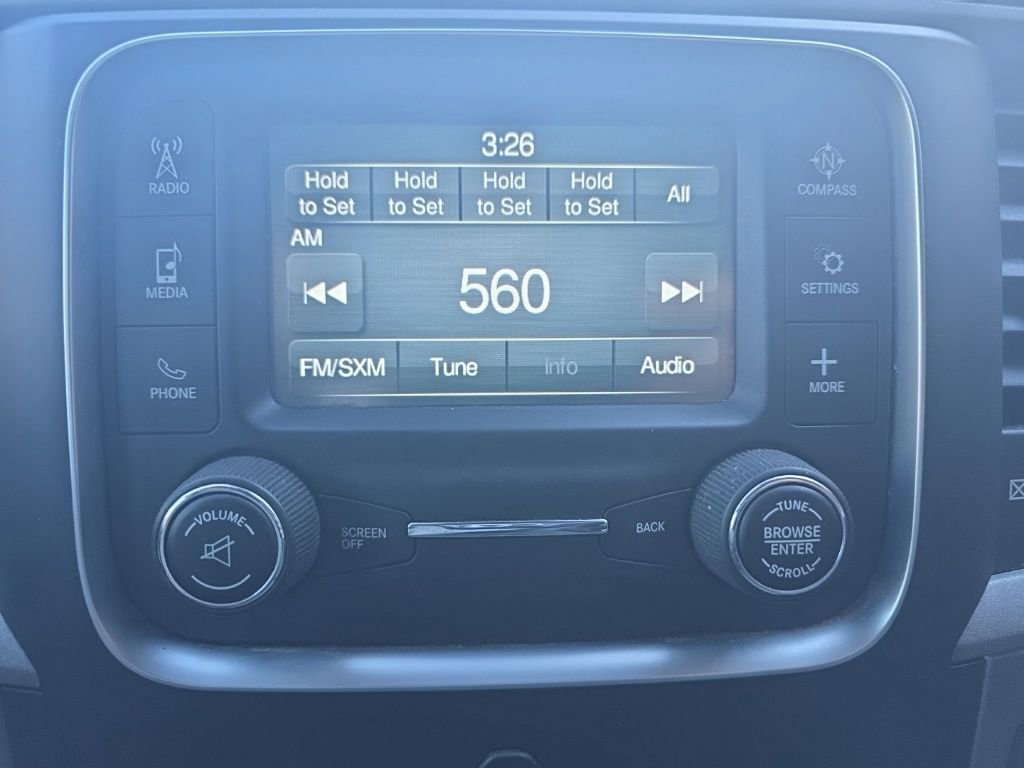 3:26
Hold to Set
Hold to Set
Hold to Set
Hold to Set
All
AM
560
FM/SXM
Tune
Info
Audio
RADIO
MEDIA
PHONE
N
COMPASS
SETTINGS
MORE
VOLUME
SCREEN
OFF
BACK
TUNE
BROWSE
ENTER
SCROLL